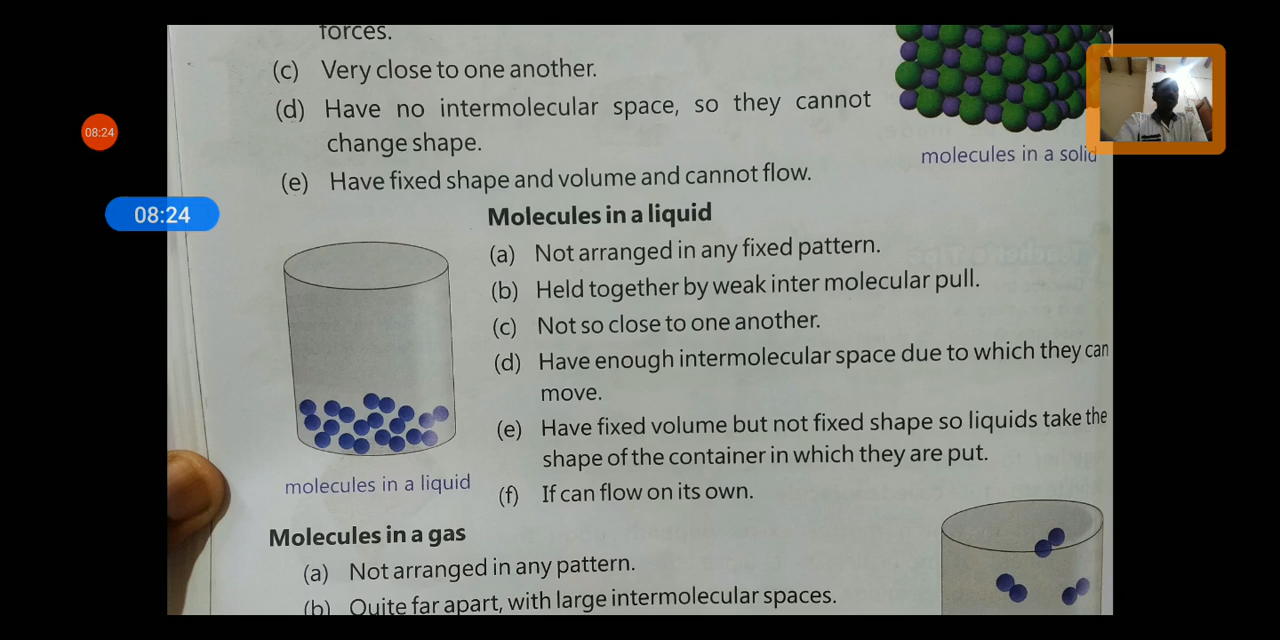 forces.
(c) Very close to one another.
(d) Have no intermolecular space, so they cannot
change shape.
(e) Have fixed shape and volume and cannot flow.
molecules in a solid
08:24
08:24
Molecules in a liquid
(a) Not arranged in any fixed pattern.
(b) Held together by weak inter molecular pull.
(c) Not so close to one another.
(d) Have enough intermolecular space due to which they can
move.
(e) Have fixed volume but not fixed shape so liquids take the
shape of the container in which they are put.
(f) If can flow on its own.
molecules in a liquid
Molecules in a gas
(a) Not arranged in any pattern.
(b) Quite far apart, with large intermolecular spaces.